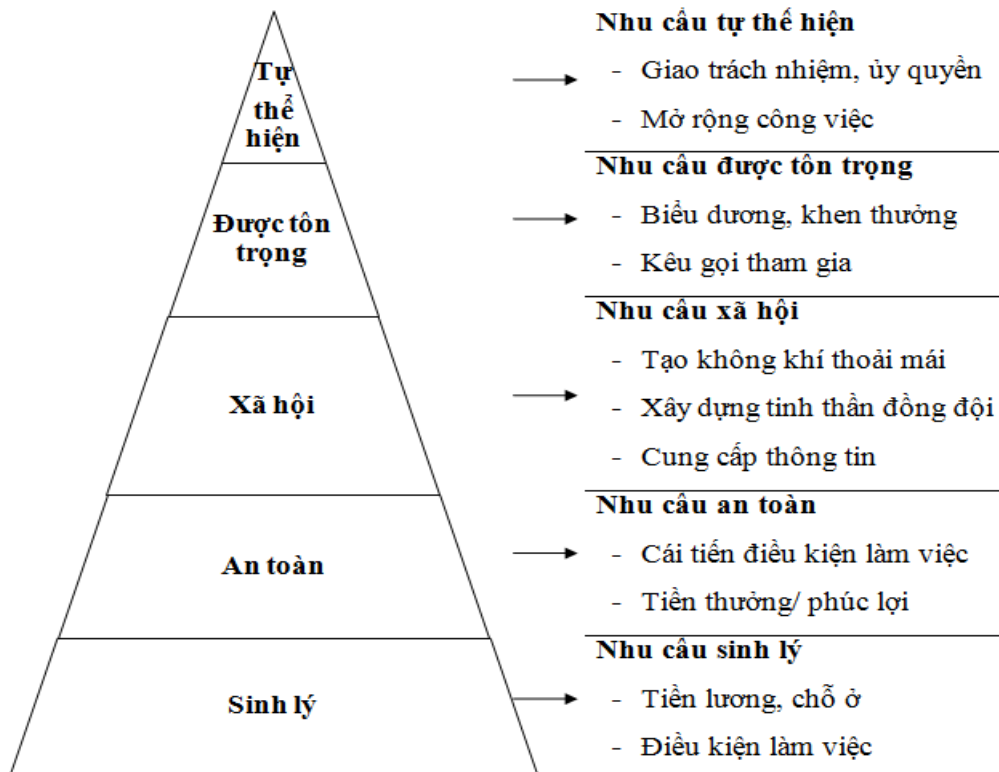 Tự
thể
hiện
Được tôn
trọng
Xã hội
An toàn
Sinh lý
Nhu cầu tự thể hiện
- Giao trách nhiệm, ủy quyền
- Mở rộng công việc
Nhu cầu được tôn trọng
- Biểu dương, khen thưởng
- Kêu gọi tham gia
Nhu cầu xã hội
- Tạo không khí thoải mái
- Xây dựng tinh thần đồng đội
- Cung cấp thông tin
Nhu cầu an toàn
- Cái tiến điều kiện làm việc
- Tiền thưởng/ phúc lợi
Nhu cầu sinh lý
- Tiền lương, chỗ ở
- Điều kiện làm việc